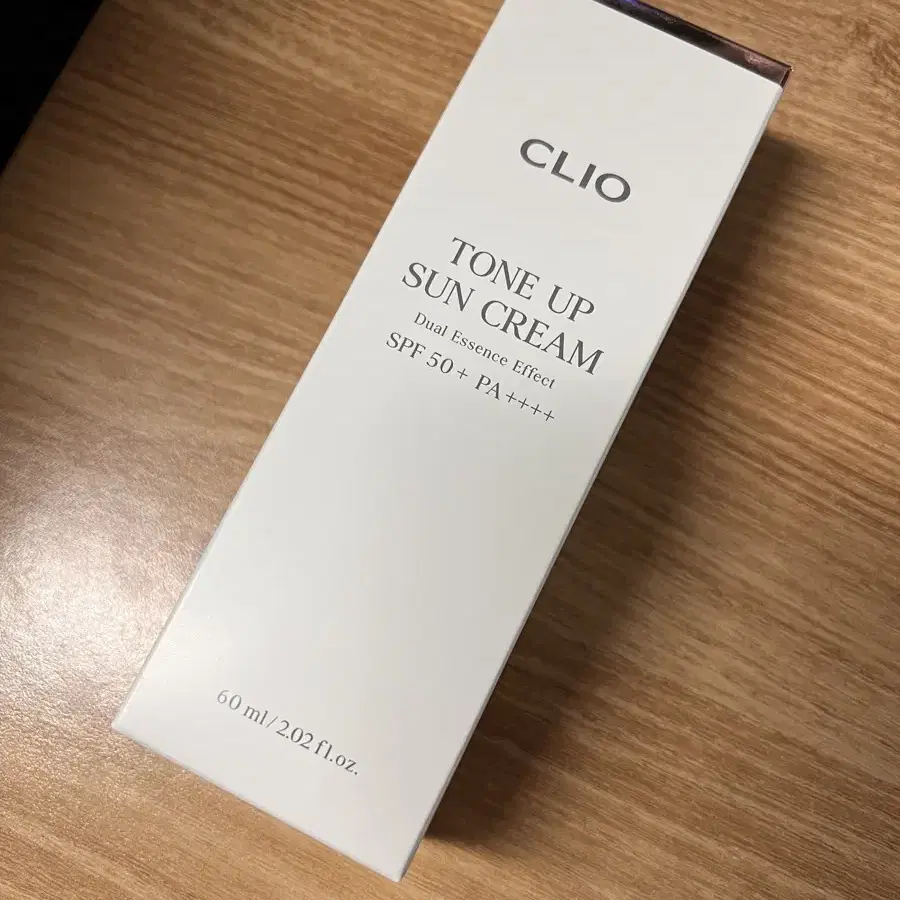 CLIO
TONE UP
SUN CREAM
Dual Essence Effect
SPF 50+ PA++++
60 ml/2.02 fl.oz.